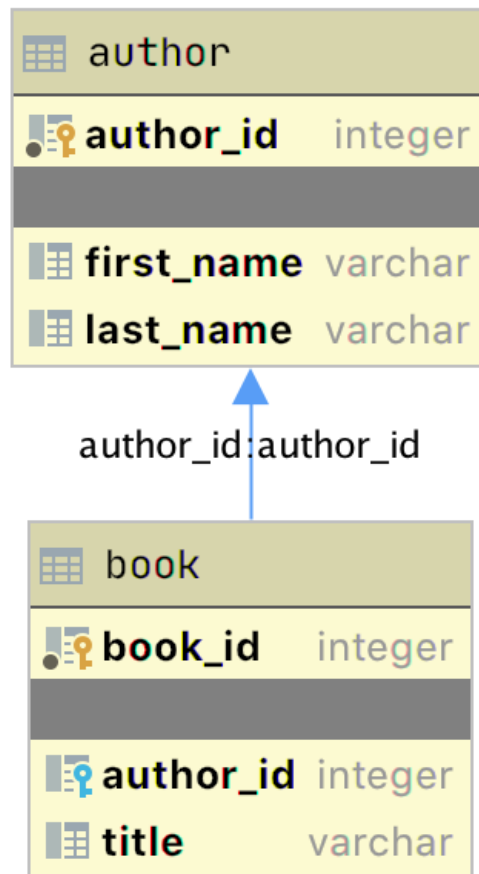 author
author_id integer
first_name varchar
last_name varchar
author_id:author_id
book
book_id integer
author_id integer
title varchar